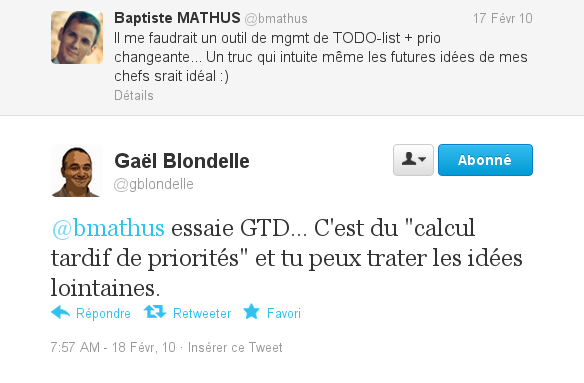 Baptiste MATHUS @bmathus 17 Févr 10
Il me faudrait un outil de mgmt de TODO-list + prio
changeante... Un truc qui intuite même les futures idées de mes
chefs srait idéal :)
Détails
Gaël Blondelle
@gblondelle
Abonné
@bmathus essaie GTD... C'est du "calcul
tardif de priorités" et tu peux trater les idées
lointaines.
Répondre Retweeter Favori
7:57 AM - 18 Févr, 10 · Insérer ce Tweet